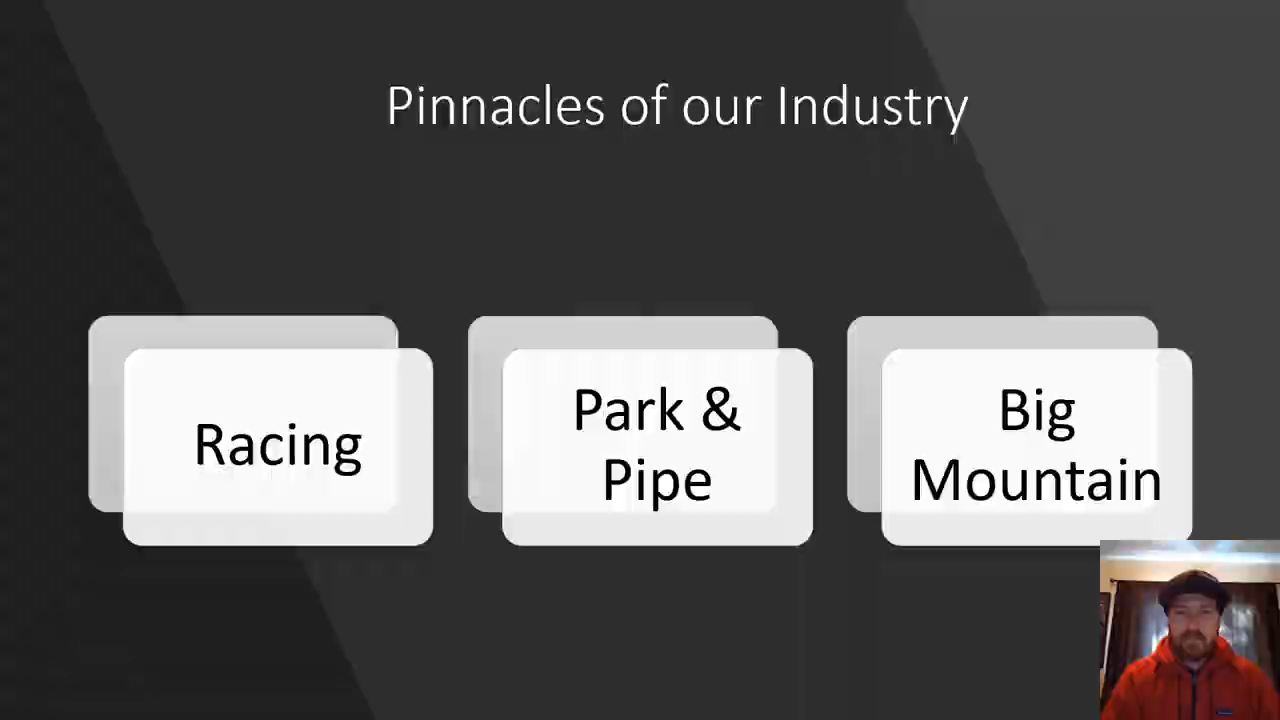 Pinnacles of our Industry
Racing
Park &
Pipe
Big
Mountain